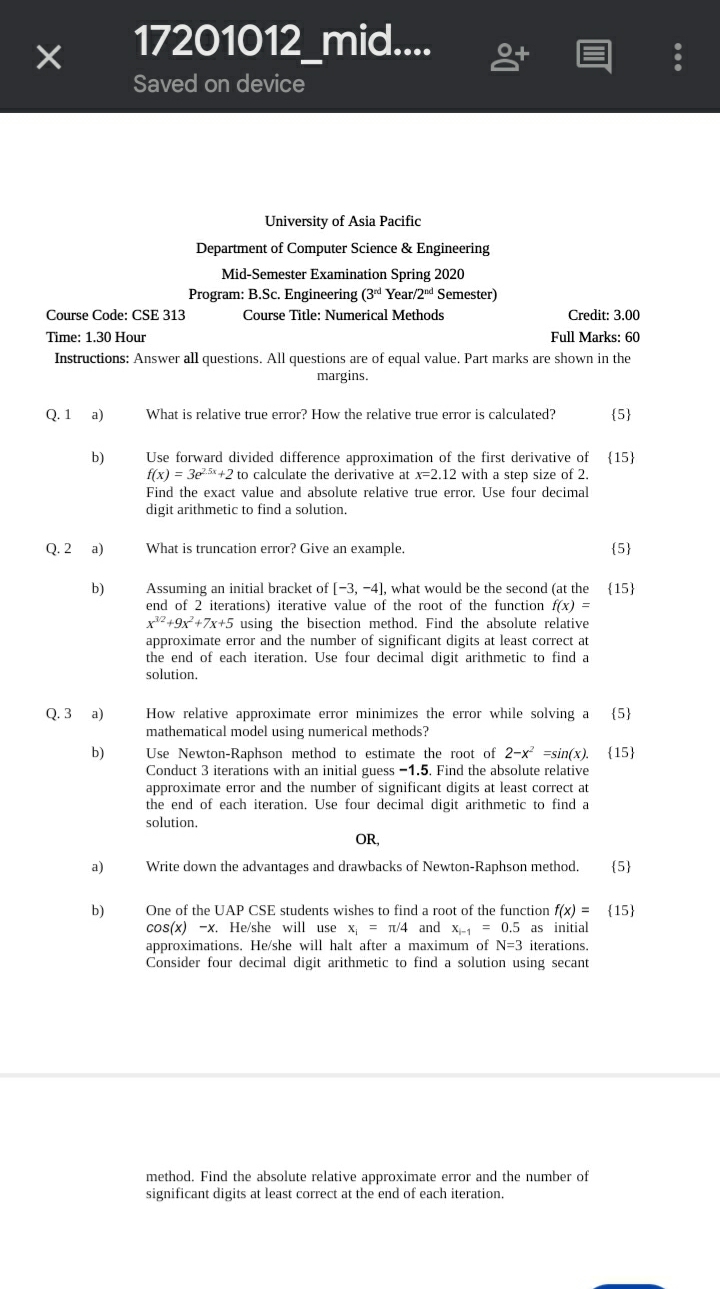 17201012_mid....
Saved on device
University of Asia Pacific
Department of Computer Science & Engineering
Mid-Semester Examination Spring 2020
Program: B.Sc. Engineering (3rd Year/2nd Semester)
Course Code: CSE 313 Course Title: Numerical Methods Credit: 3.00
Time: 1.30 Hour Full Marks: 60
Instructions: Answer all questions. All questions are of equal value. Part marks are shown in the
margins.
Q. 1 a) What is relative true error? How the relative true error is calculated? {5}
b) Use forward divided difference approximation of the first derivative of {15}
f(x) = 3e^2.5x+2 to calculate the derivative at x=2.12 with a step size of 2.
Find the exact value and absolute relative true error. Use four decimal
digit arithmetic to find a solution.
Q. 2 a) What is truncation error? Give an example. {5}
b) Assuming an initial bracket of [−3, −4], what would be the second (at the {15}
end of 2 iterations) iterative value of the root of the function f(x) =
x^3/2+9x²+7x+5 using the bisection method. Find the absolute relative
approximate error and the number of significant digits at least correct at
the end of each iteration. Use four decimal digit arithmetic to find a
solution.
Q. 3 a) How relative approximate error minimizes the error while solving a {5}
mathematical model using numerical methods?
b) Use Newton-Raphson method to estimate the root of 2−x² =sin(x). {15}
Conduct 3 iterations with an initial guess −1.5. Find the absolute relative
approximate error and the number of significant digits at least correct at
the end of each iteration. Use four decimal digit arithmetic to find a
solution.
OR,
a) Write down the advantages and drawbacks of Newton-Raphson method. {5}
b) One of the UAP CSE students wishes to find a root of the function f(x) = {15}
cos(x) −x. He/she will use xᵢ = π/4 and xᵢ₋₁ = 0.5 as initial
approximations. He/she will halt after a maximum of N=3 iterations.
Consider four decimal digit arithmetic to find a solution using secant
method. Find the absolute relative approximate error and the number of
significant digits at least correct at the end of each iteration.